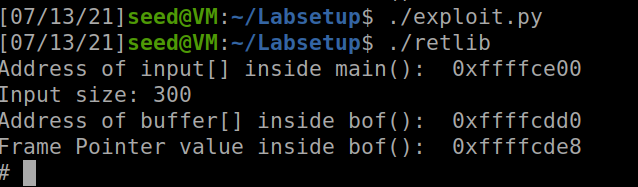 [07/13/21]seed@VM:~/Labsetup$ ./exploit.py
[07/13/21]seed@VM:~/Labsetup$ ./retlib
Address of input[] inside main():  0xffffce00
Input size: 300
Address of buffer[] inside bof():  0xffffcdd0
Frame Pointer value inside bof():  0xffffcde8
#